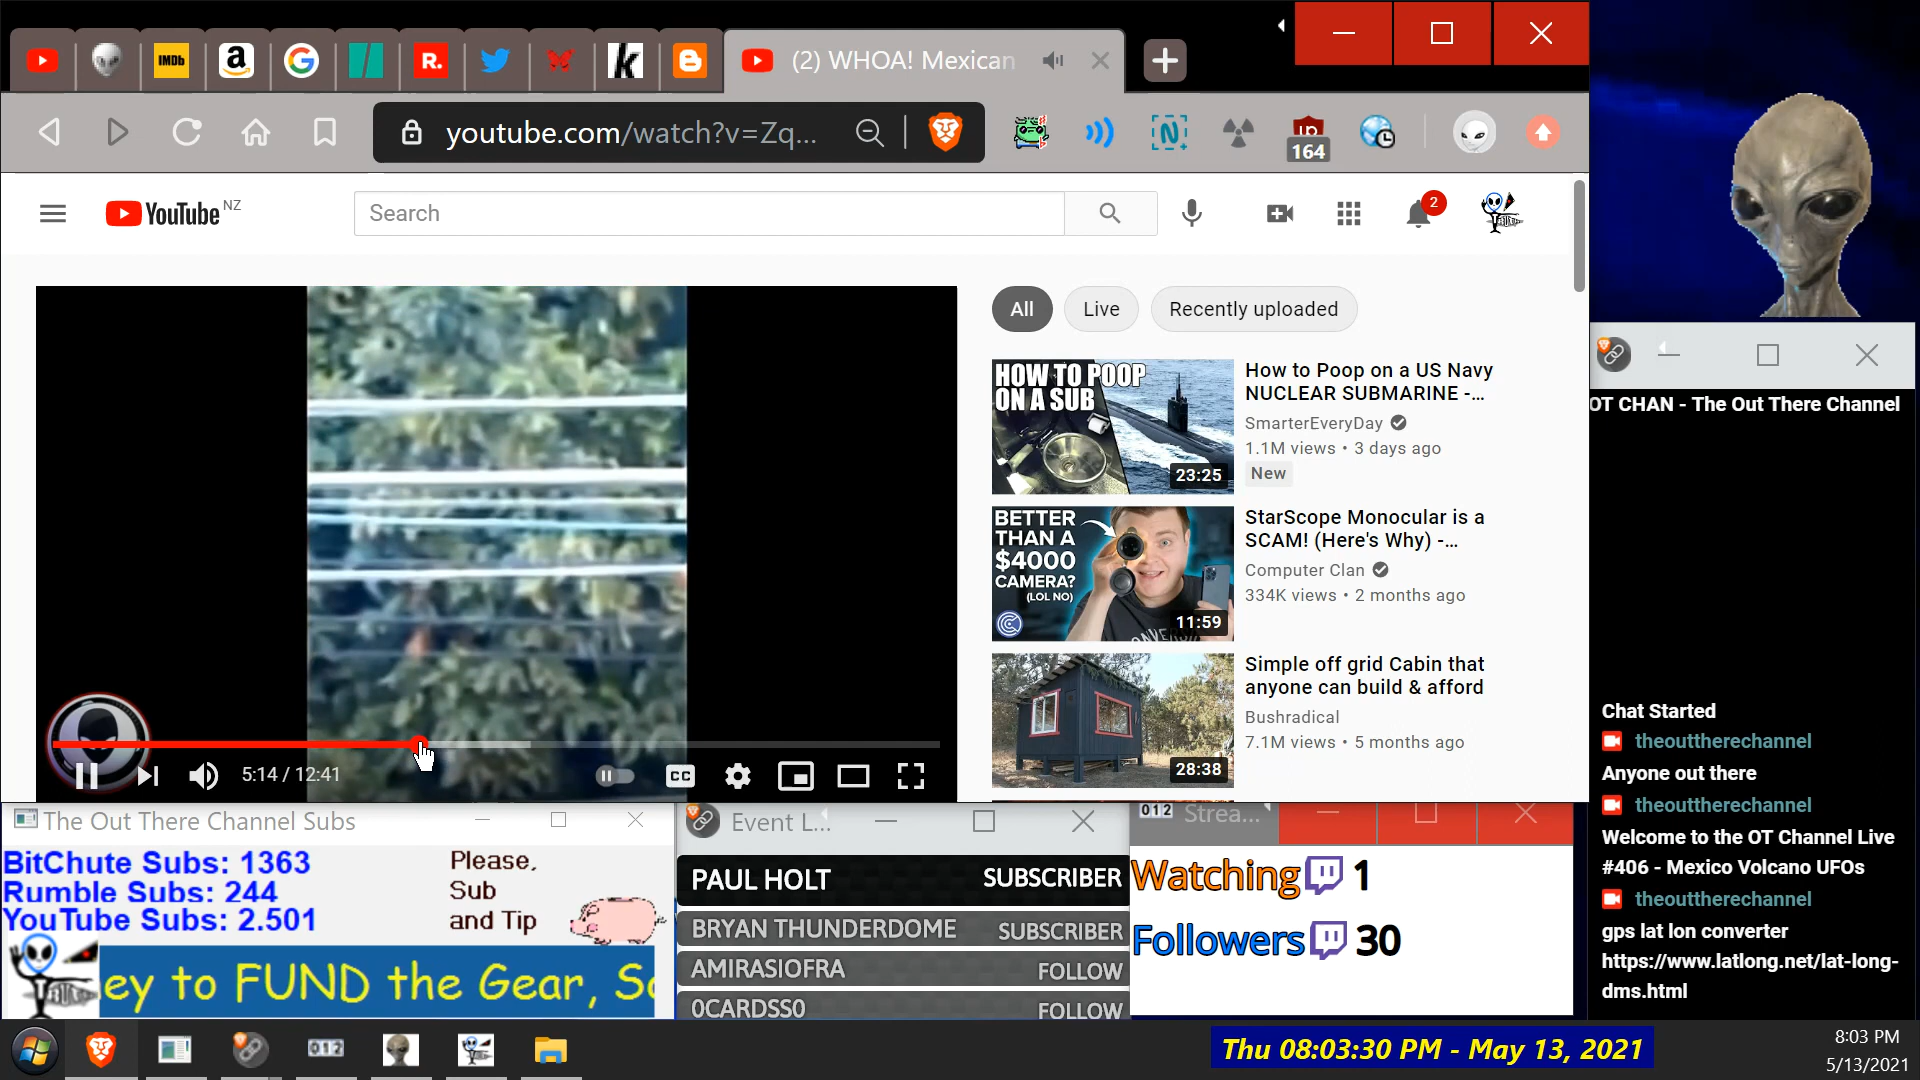 IMDb
a
G
R.
k
(2) WHOA! Mexican
youtube.com/watch?v=Zq...
164
YouTube NZ
Search
2
All
Live
Recently uploaded
HOW TO POOP
ON A SUB
23:25
How to Poop on a US Navy
NUCLEAR SUBMARINE -...
SmarterEveryDay
1.1M views • 3 days ago
New
BETTER
THAN A
$4000
CAMERA?
(LOL NO)
11:59
StarScope Monocular is a
SCAM! (Here's Why) -...
Computer Clan
334K views • 2 months ago
28:38
Simple off grid Cabin that
anyone can build & afford
Bushradical
7.1M views • 5 months ago
5:14 / 12:41
CC
OT CHAN - The Out There Channel
Chat Started
theouttherechannel
Anyone out there
theouttherechannel
Welcome to the OT Channel Live
#406 - Mexico Volcano UFOs
theouttherechannel
gps lat lon converter
https://www.latlong.net/lat-long-
dms.html
The Out There Channel Subs
BitChute Subs: 1363
Rumble Subs: 244
YouTube Subs: 2.501
Please,
Sub
and Tip
ey to FUND the Gear, So
Event L...
PAUL HOLT SUBSCRIBER
BRYAN THUNDERDOME SUBSCRIBER
AMIRASIOFRA FOLLOW
0CARDSS0 FOLLOW
012
Strea...
Watching 1
Followers 30
012
Thu 08:03:30 PM - May 13, 2021
8:03 PM
5/13/2021